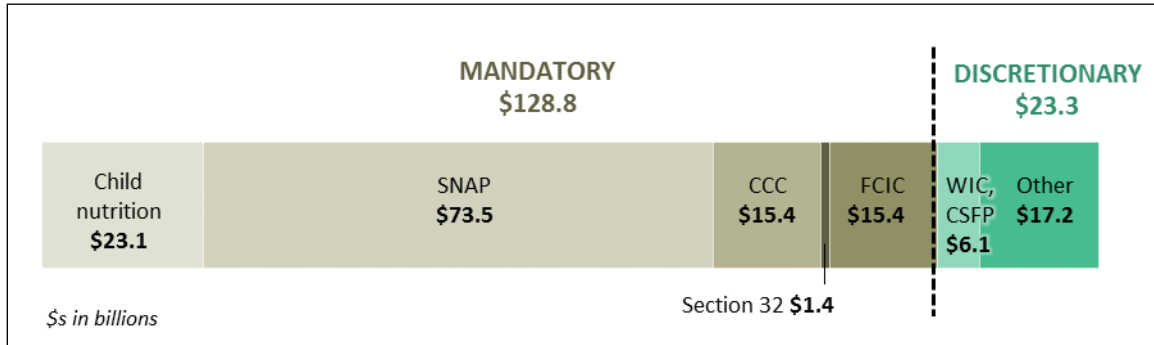 MANDATORY
$128.8
DISCRETIONARY
$23.3
Child
nutrition
$23.1
SNAP
$73.5
CCC
$15.4
FCIC
$15.4
WIC,
CSFP
$6.1
Other
$17.2
Section 32 $1.4
$s in billions